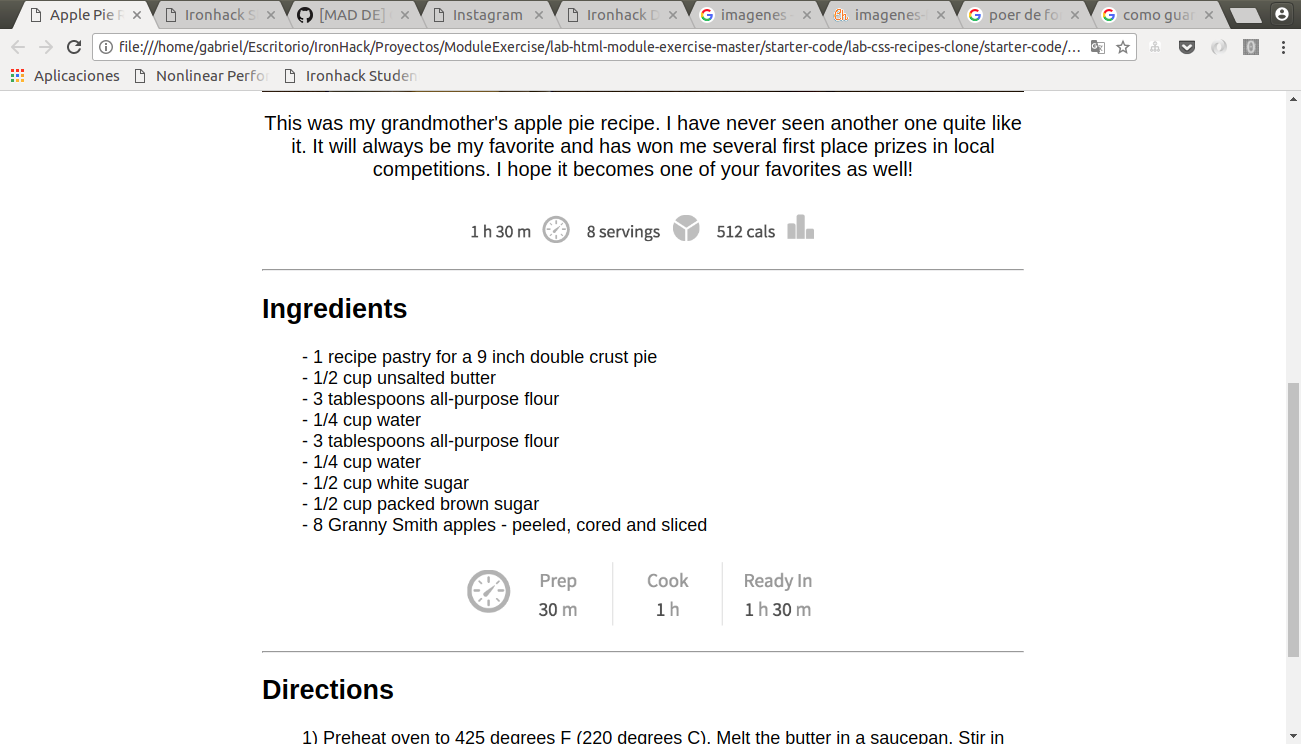 Apple Pie R
Ironhack S
[MAD DE]
Instagram
Ironhack D
imagenes
imagenes-
poer de fo
como guar
file:///home/gabriel/Escritorio/IronHack/Proyectos/ModuleExercise/lab-html-module-exercise-master/starter-code/lab-css-recipes-clone/starter-code/...
Aplicaciones
Nonlinear Perfo
Ironhack Studen
This was my grandmother's apple pie recipe. I have never seen another one quite like
it. It will always be my favorite and has won me several first place prizes in local
competitions. I hope it becomes one of your favorites as well!
1 h 30 m 8 servings 512 cals
Ingredients
- 1 recipe pastry for a 9 inch double crust pie
- 1/2 cup unsalted butter
- 3 tablespoons all-purpose flour
- 1/4 cup water
- 3 tablespoons all-purpose flour
- 1/4 cup water
- 1/2 cup white sugar
- 1/2 cup packed brown sugar
- 8 Granny Smith apples - peeled, cored and sliced
Prep Cook Ready In
30 m 1 h 1 h 30 m
Directions
1) Preheat oven to 425 degrees F (220 degrees C). Melt the butter in a saucepan. Stir in